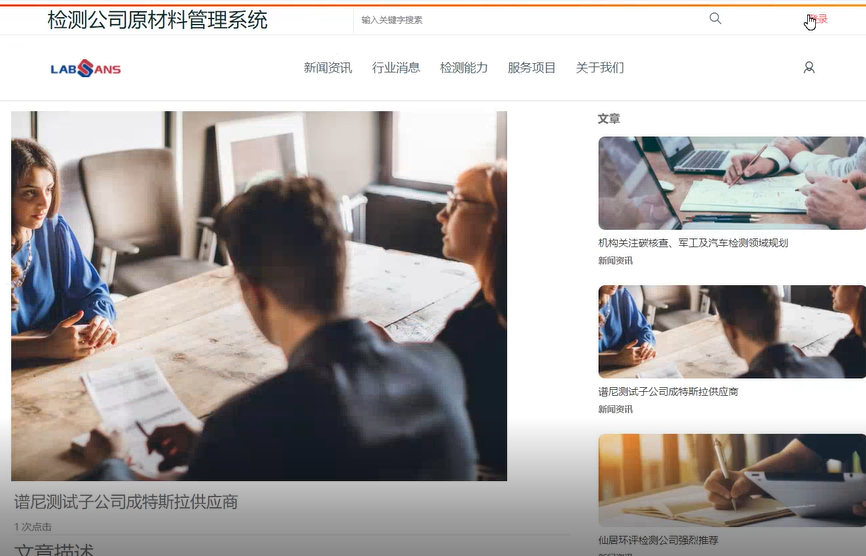 检测公司原材料管理系统
输入关键字搜索
登录
LABSANS
新闻资讯 行业消息 检测能力 服务项目 关于我们
文章
机构关注碳核查、军工及汽车检测领域规划
新闻资讯
谱尼测试子公司成特斯拉供应商
新闻资讯
仙居环评检测公司强烈推荐
新闻资讯
谱尼测试子公司成特斯拉供应商
1 次点击
文章描述